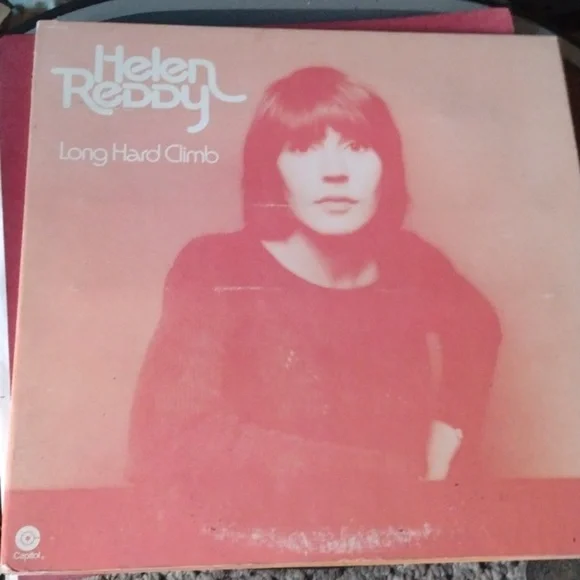 Helen
Reddy
Long Hard Climb
Capitol